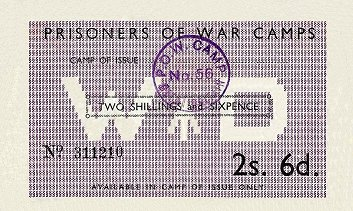 PRISONERS OF WAR CAMPS
CAMP OF ISSUE
P.O.W. CAMP
No. 56
W D
TWO SHILLINGS and SIXPENCE
Nº 311210
2s. 6d.
AVAILABLE IN CAMP OF ISSUE ONLY